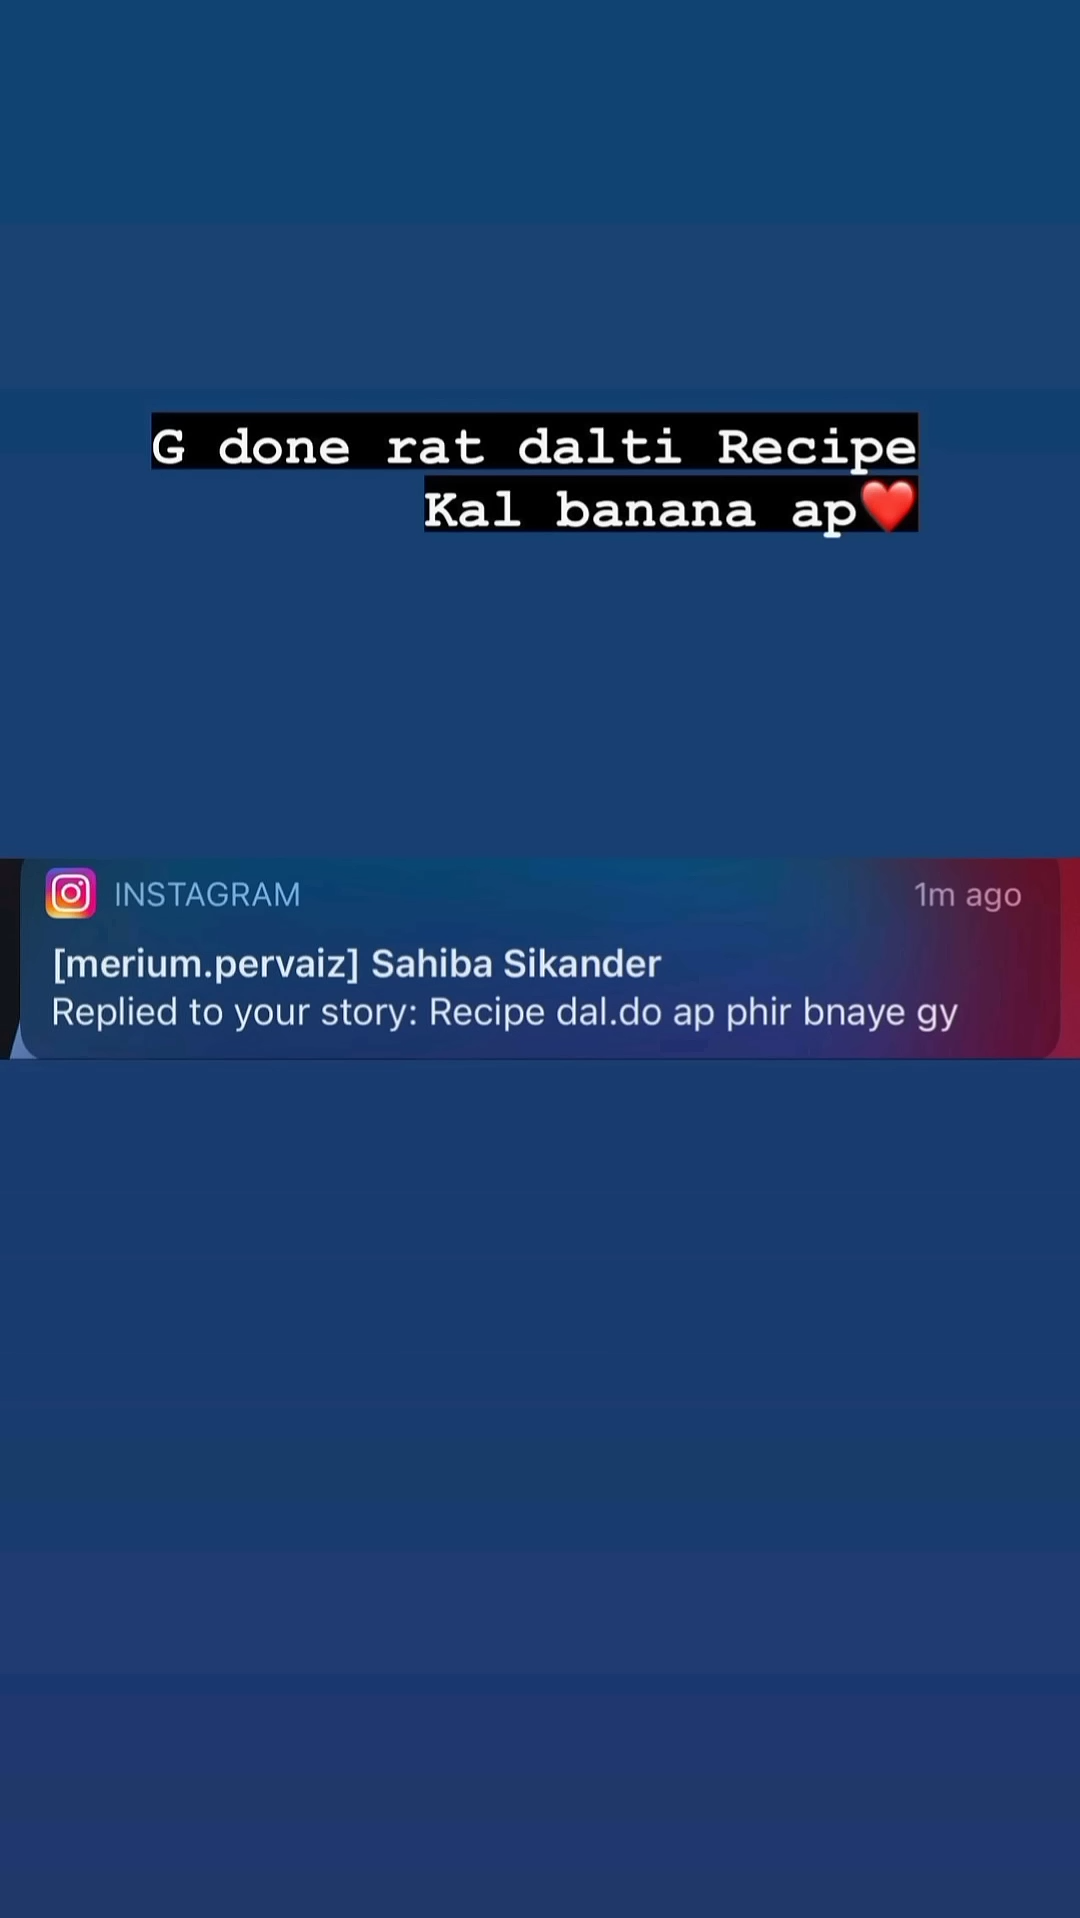 G done rat dalti Recipe
Kal banana ap❤️
INSTAGRAM
1m ago
[merium.pervaiz] Sahiba Sikander
Replied to your story: Recipe dal.do ap phir bnaye gy